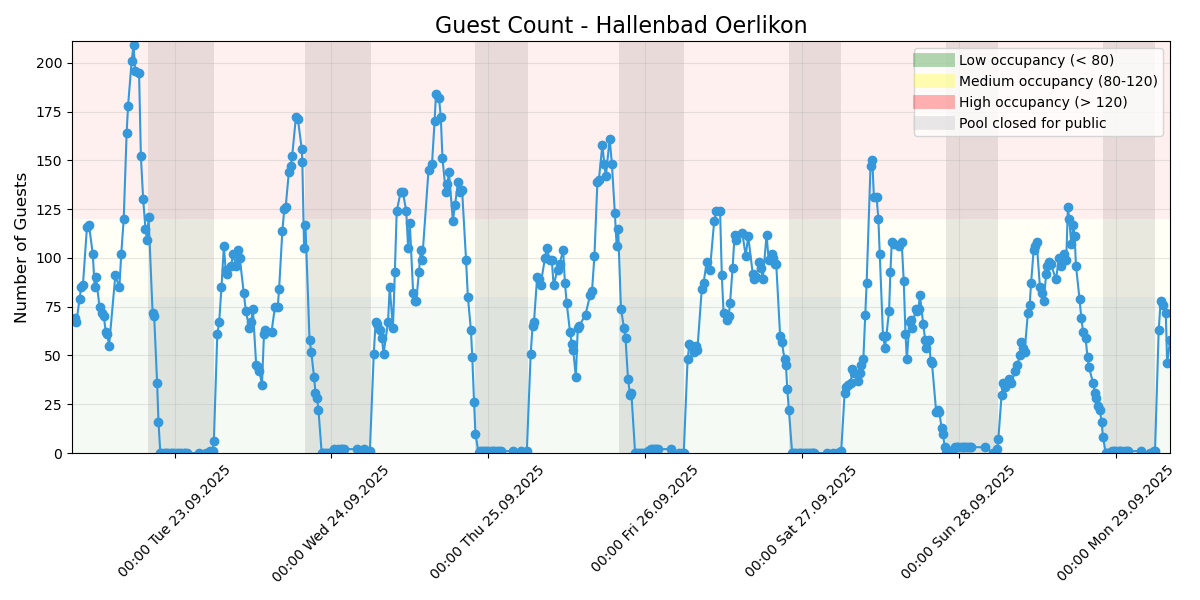 Guest Count - Hallenbad Oerlikon
Number of Guests
200
175
150
125
100
75
50
25
0
Low occupancy (< 80)
Medium occupancy (80-120)
High occupancy (> 120)
Pool closed for public
00:00 Tue 23.09.2025
00:00 Wed 24.09.2025
00:00 Thu 25.09.2025
00:00 Fri 26.09.2025
00:00 Sat 27.09.2025
00:00 Sun 28.09.2025
00:00 Mon 29.09.2025